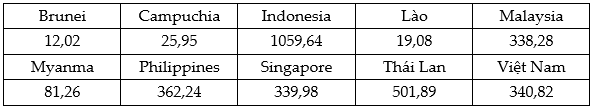 Brunei Campuchia Indonesia Lào Malaysia
12,02 25,95 1059,64 19,08 338,28
Myanma Philippines Singapore Thái Lan Việt Nam
81,26 362,24 339,98 501,89 340,82